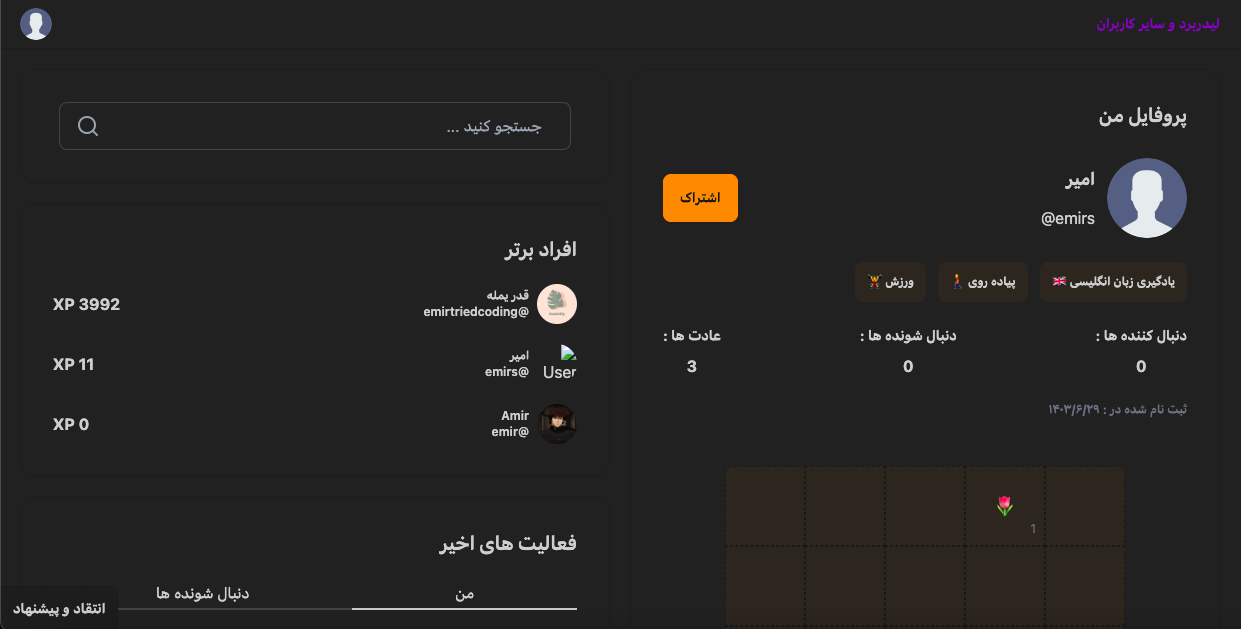 لیدربرد و سایر کاربران
پروفایل من
امیر
@emirs
اشتراک
یادگیری زبان انگلیسی 🇬🇧
پیاده روی 🚶
ورزش 🏋
دنبال کننده ها :
0
دنبال شونده ها :
0
عادت ها :
3
ثبت نام شده در : ۱۴۰۳/۶/۲۹
1
جستجو کنید ...
افراد برتر
قدر یمله
@emirtriedcoding
XP 3992
User
امیر
@emirs
XP 11
Amir
@emir
XP 0
فعالیت های اخیر
من
دنبال شونده ها
انتقاد و پیشنهاد